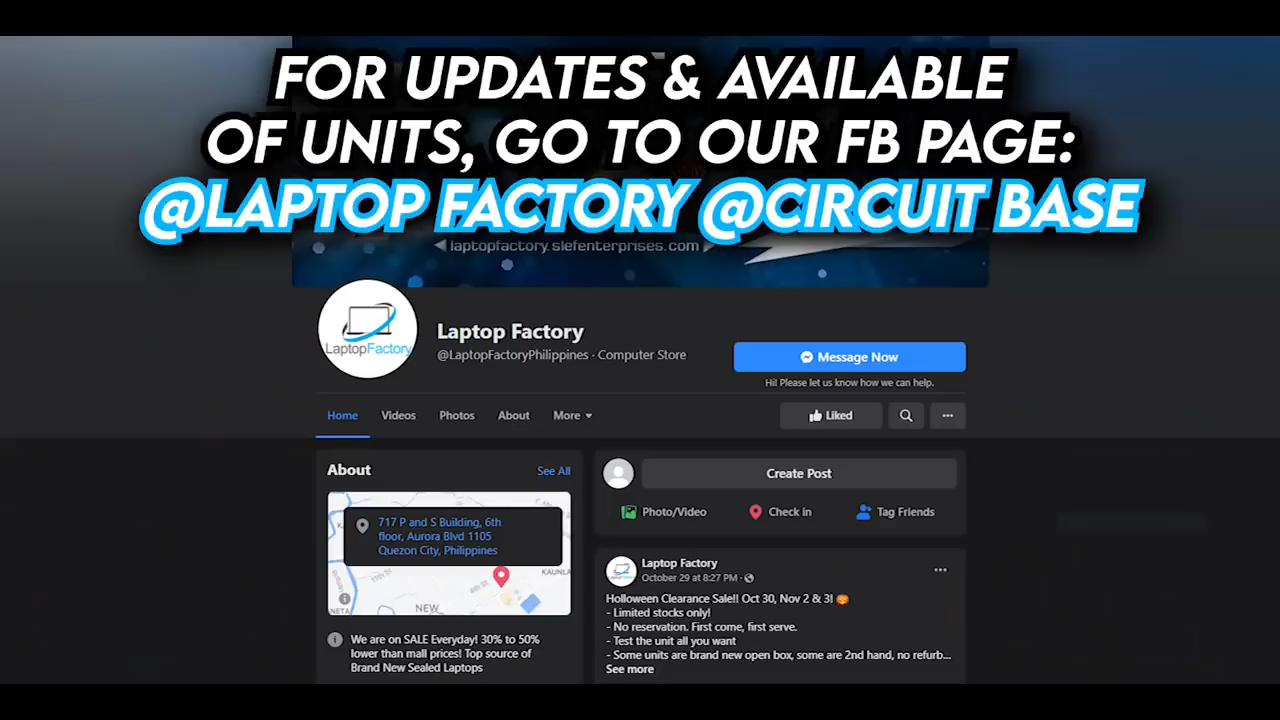 FOR UPDATES & AVAILABLE
OF UNITS, GO TO OUR FB PAGE:
@LAPTOP FACTORY @CIRCUIT BASE
laptopfactory.slefenterprises.com
LaptopFactory
Laptop Factory
@LaptopFactoryPhilippines · Computer Store
Message Now
Hi! Please let us know how we can help.
Home Videos Photos About More
Liked
About
See All
717 P and S Building, 6th
floor, Aurora Blvd 1105
Quezon City, Philippines
KAUNLA
NEW
We are on SALE Everyday! 30% to 50%
lower than mall prices! Top source of
Brand New Sealed Laptops
Create Post
Photo/Video Check in Tag Friends
Laptop Factory
October 29 at 8:27 PM ·
Holloween Clearance Sale!! Oct 30, Nov 2 & 3! 🎃
- Limited stocks only!
- No reservation. First come, first serve.
- Test the unit all you want
- Some units are brand new open box, some are 2nd hand, no refurb...
See more